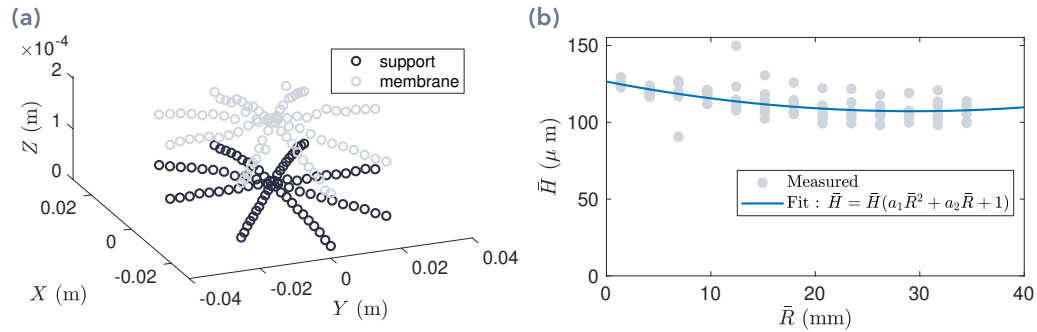 (a)
×10⁻⁴
2
1
0
Z (m)
support
membrane
0.02
0
-0.02
X (m)
-0.04
-0.02
0
0.02
0.04
Y (m)
(b)
150
100
50
0
H̄ (μ m)
Measured
Fit : H̄ = H̄(a₁R̄² + a₂R̄ + 1)
0
10
20
30
40
R̄ (mm)